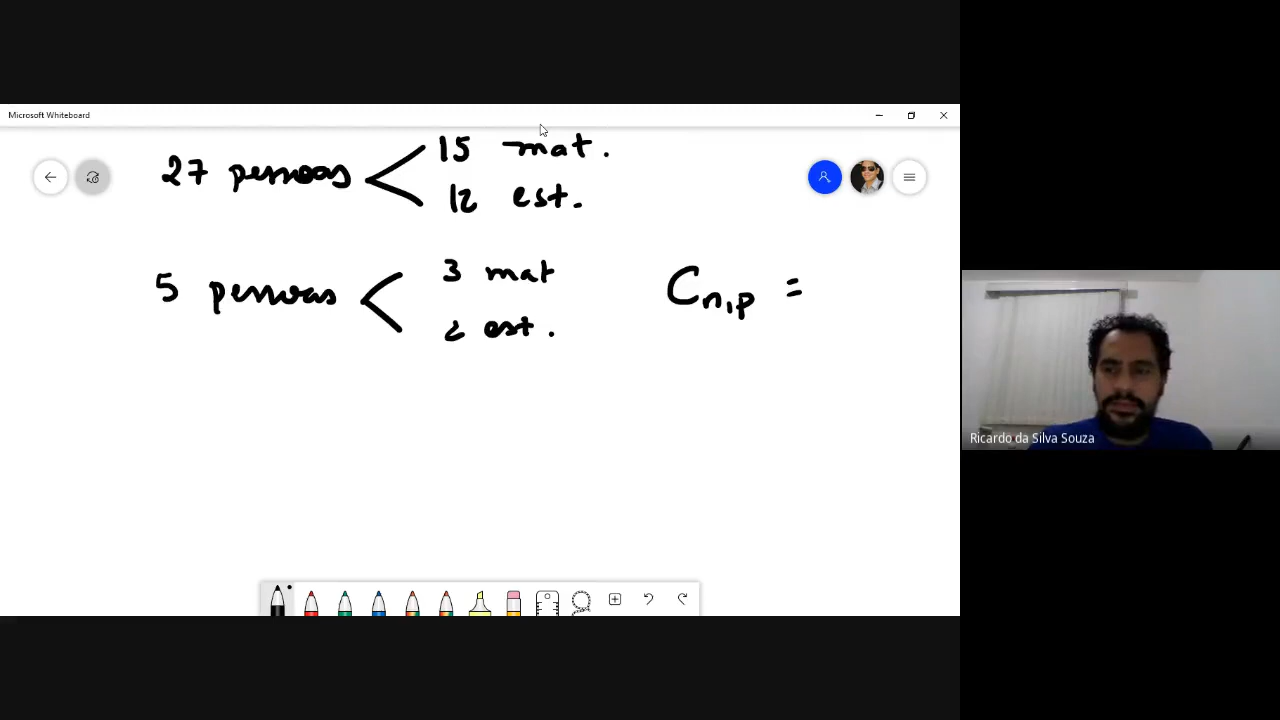 Microsoft Whiteboard
27 pessoas < 15 mat.
12 est.
5 pessoas < 3 mat
2 est.
Cn,p =
Ricardo da Silva Souza